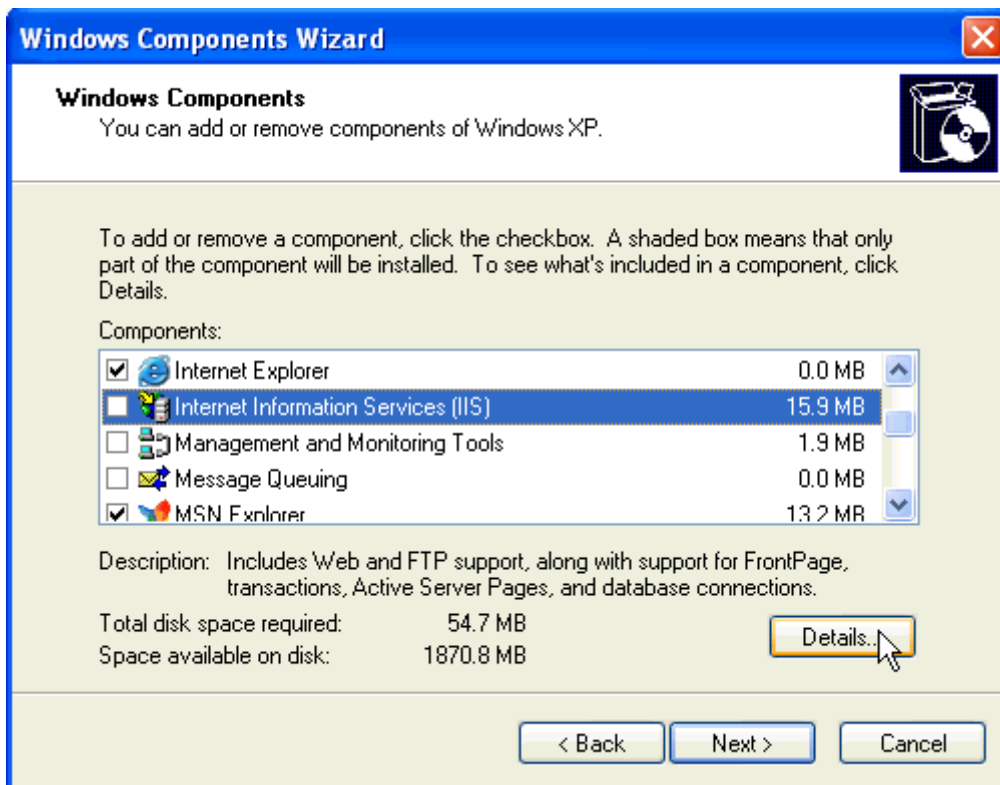 Windows Components Wizard
Windows Components
You can add or remove components of Windows XP.
To add or remove a component, click the checkbox. A shaded box means that only
part of the component will be installed. To see what's included in a component, click
Details.
Components:
Internet Explorer 0.0 MB
Internet Information Services (IIS) 15.9 MB
Management and Monitoring Tools 1.9 MB
Message Queuing 0.0 MB
MSN Explorer 13.2 MB
Description: Includes Web and FTP support, along with support for FrontPage,
transactions, Active Server Pages, and database connections.
Total disk space required: 54.7 MB
Space available on disk: 1870.8 MB
Details...
< Back Next > Cancel